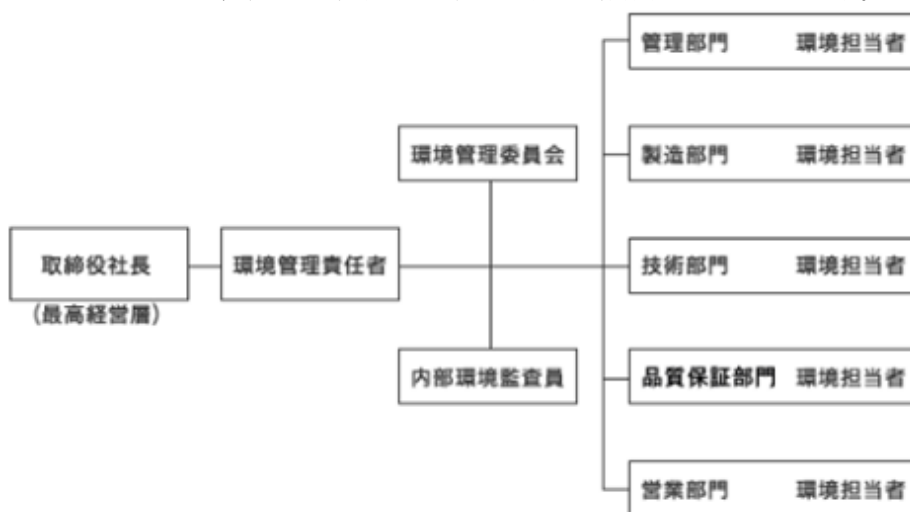 管理部門 環境担当者
環境管理委員会
製造部門 環境担当者
取締役社長
(最高経営層)
環境管理責任者
技術部門 環境担当者
内部環境監査員
品質保証部門 環境担当者
営業部門 環境担当者